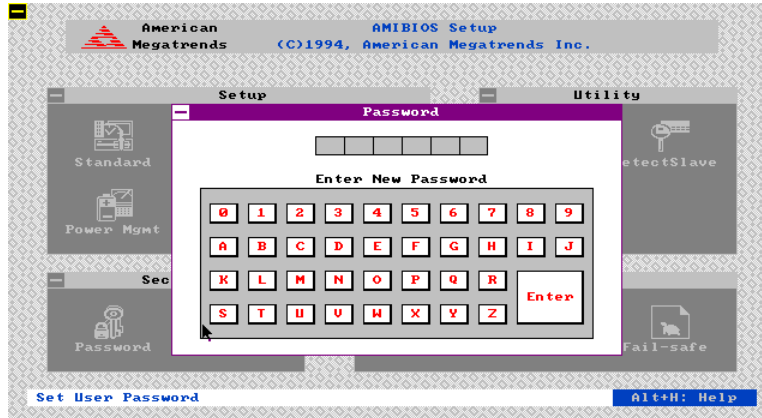 American Megatrends
AMIBIOS Setup
(C)1994, American Megatrends Inc.
Setup
Utility
Password
Standard
etectSlave
Enter New Password
Power Mgmt
0 1 2 3 4 5 6 7 8 9
A B C D E F G H I J
K L M N O P Q R
Enter
S T U V W X Y Z
Sec
Password
Fail-safe
Set User Password
Alt+H: Help